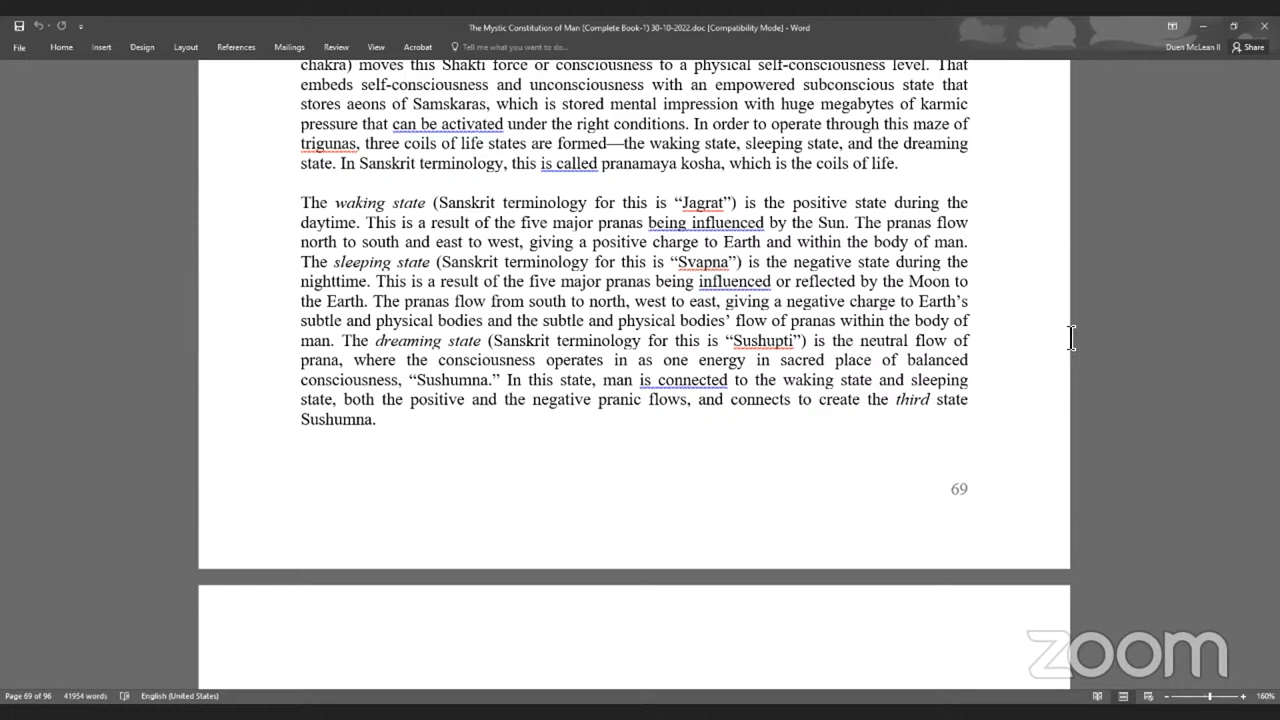 The Mystic Constitution of Man (Complete Book-1) 30-10-2022.doc [Compatibility Mode] - Word
File Home Insert Design Layout References Mailings Review View Acrobat Tell me what you want to do... Duen McLean II Share
chakra) moves this Shakti force or consciousness to a physical self-consciousness level. That
embeds self-consciousness and unconsciousness with an empowered subconscious state that
stores aeons of Samskaras, which is stored mental impression with huge megabytes of karmic
pressure that can be activated under the right conditions. In order to operate through this maze of
trigunas, three coils of life states are formed—the waking state, sleeping state, and the dreaming
state. In Sanskrit terminology, this is called pranamaya kosha, which is the coils of life.
The waking state (Sanskrit terminology for this is “Jagrat”) is the positive state during the
daytime. This is a result of the five major pranas being influenced by the Sun. The pranas flow
north to south and east to west, giving a positive charge to Earth and within the body of man.
The sleeping state (Sanskrit terminology for this is “Svapna”) is the negative state during the
nighttime. This is a result of the five major pranas being influenced or reflected by the Moon to
the Earth. The pranas flow from south to north, west to east, giving a negative charge to Earth’s
subtle and physical bodies and the subtle and physical bodies’ flow of pranas within the body of
man. The dreaming state (Sanskrit terminology for this is “Sushupti”) is the neutral flow of
prana, where the consciousness operates in as one energy in sacred place of balanced
consciousness, “Sushumna.” In this state, man is connected to the waking state and sleeping
state, both the positive and the negative pranic flows, and connects to create the third state
Sushumna.
69
zoom
Page 69 of 96 41954 words English (United States) 160%